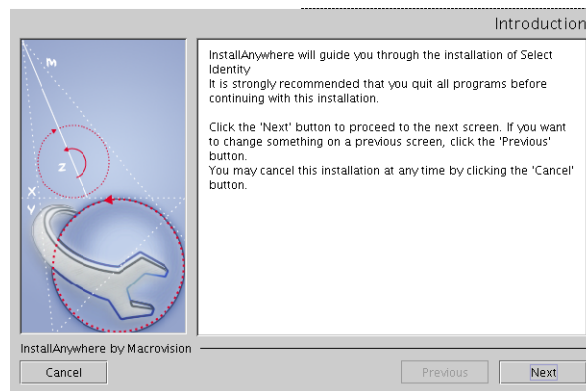 Introduction
InstallAnywhere will guide you through the installation of Select
Identity
It is strongly recommended that you quit all programs before
continuing with this installation.
Click the 'Next' button to proceed to the next screen. If you want
to change something on a previous screen, click the 'Previous'
button.
You may cancel this installation at any time by clicking the 'Cancel'
button.
M
Z
X
Y
InstallAnywhere by Macrovision
Cancel
Previous
Next